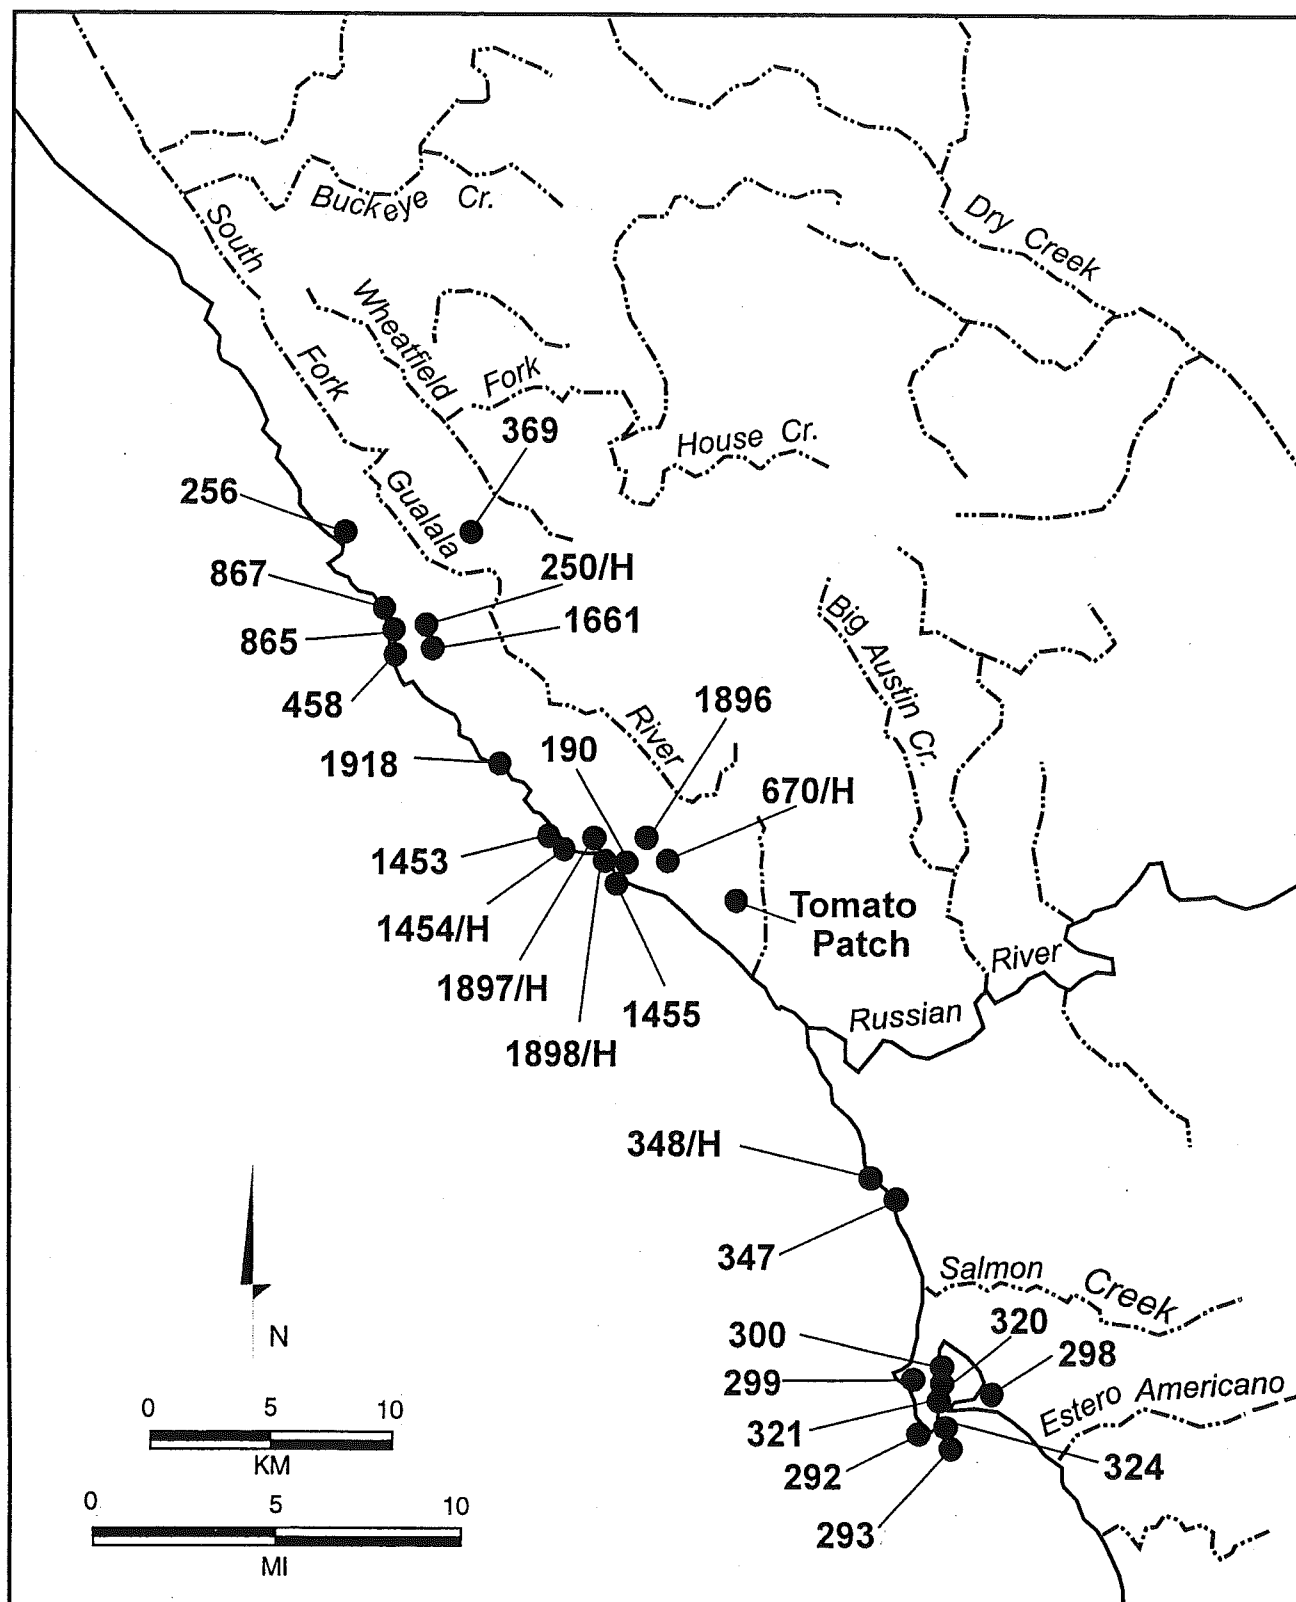 Buckeye Cr.
South
Fork
Gualala
River
Wheatfield
Fork
Dry Creek
House Cr.
369
256
867
865
458
250/H
1661
1896
190
1918
670/H
Big Austin Cr.
1453
1454/H
1897/H
1898/H
1455
Tomato
Patch
Russian
River
348/H
347
Salmon
Creek
300
320
298
299
Estero Americano
321
324
292
293
N
0 5 10
KM
0 5 10
MI